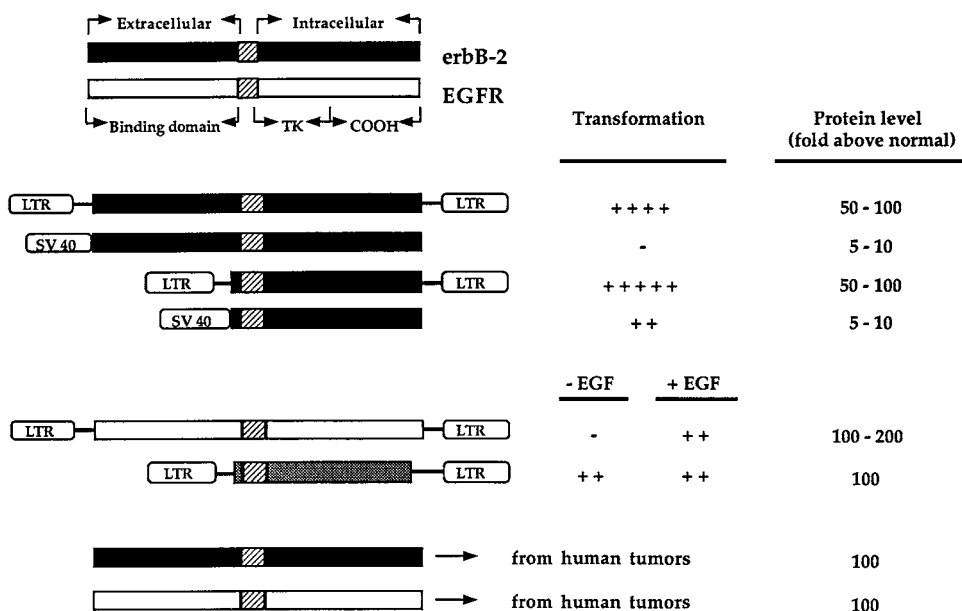 Extracellular Intracellular
erbB-2
EGFR
Binding domain TK COOH
Transformation Protein level
(fold above normal)
LTR LTR ++++ 50 - 100
SV 40 - 5 - 10
LTR LTR +++++ 50 - 100
SV 40 ++ 5 - 10
- EGF + EGF
LTR LTR - ++ 100 - 200
LTR LTR ++ ++ 100
from human tumors 100
from human tumors 100